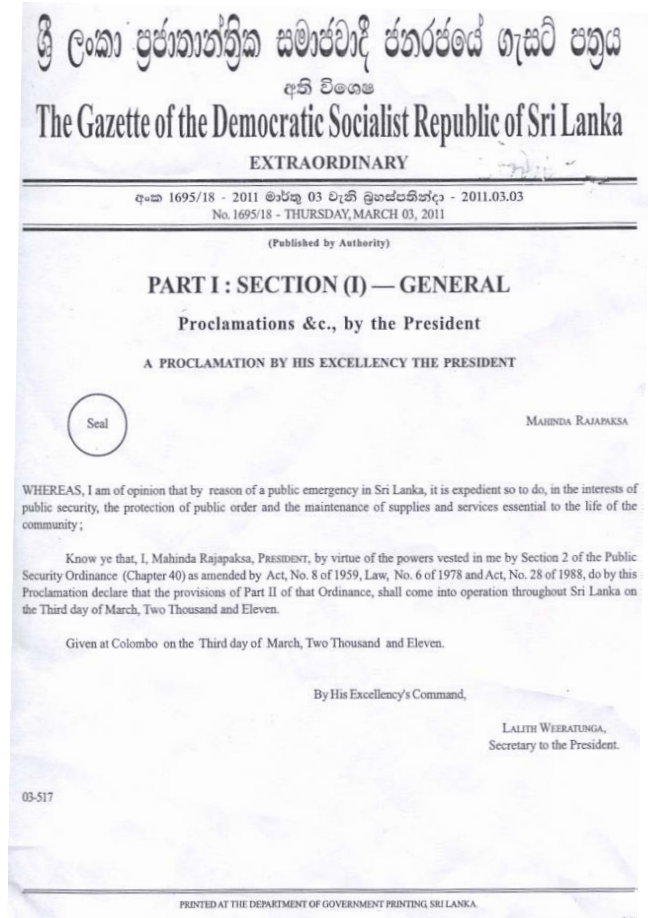 ශ්‍රී ලංකා ප්‍රජාතාන්ත්‍රික සමාජවාදී ජනරජයේ ගැසට් පත්‍රය
අති විශෙෂ
The Gazette of the Democratic Socialist Republic of Sri Lanka
EXTRAORDINARY
අංක 1695/18 - 2011 මාර්තු 03 වැනි බ්‍රහස්පතින්දා - 2011.03.03
No. 1695/18 - THURSDAY, MARCH 03, 2011
(Published by Authority)
PART I : SECTION (I) — GENERAL
Proclamations &c., by the President
A PROCLAMATION BY HIS EXCELLENCY THE PRESIDENT
Seal
MAHINDA RAJAPAKSA
WHEREAS, I am of opinion that by reason of a public emergency in Sri Lanka, it is expedient so to do, in the interests of
public security, the protection of public order and the maintenance of supplies and services essential to the life of the
community ;
Know ye that, I, Mahinda Rajapaksa, PRESIDENT, by virtue of the powers vested in me by Section 2 of the Public
Security Ordinance (Chapter 40) as amended by Act, No. 8 of 1959, Law, No. 6 of 1978 and Act, No. 28 of 1988, do by this
Proclamation declare that the provisions of Part II of that Ordinance, shall come into operation throughout Sri Lanka on
the Third day of March, Two Thousand and Eleven.
Given at Colombo on the Third day of March, Two Thousand and Eleven.
By His Excellency's Command,
LALITH WEERATUNGA,
Secretary to the President.
03-517
PRINTED AT THE DEPARTMENT OF GOVERNMENT PRINTING, SRI LANKA.